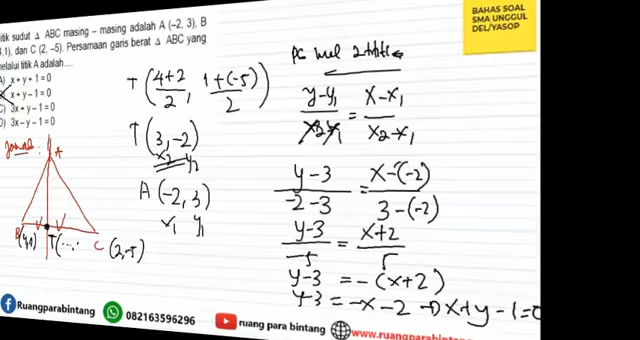 BAHAS SOAL
SMA UNGGUL
DEL/YASOP
itik sudut △ ABC masing – masing adalah A (-2, 3), B
,1), dan C (2, -5). Persamaan garis berat △ ABC yang
melalui titik A adalah....
A) x + y + 1 = 0
x + y – 1 = 0
C) 3x + y – 1 = 0
D) 3x – y – 1 = 0
Jawab :
A
B(4,1) T(.... C (2,-5)
T(4+2/2, 1+(-5)/2)
T(3,-2)
x2 y2
A(-2,3)
x1 y1
PG mel 2 titik
y-y1/y2-y1 = x-x1/x2-x1
y-3/-2-3 = x-(-2)/3-(-2)
y-3/-5 = x+2/5
y-3 = -(x+2)
y-3 = -x-2 → x+y-1=0
Ruangparabintang
082163596296
ruang para bintang
www.ruangparabintang